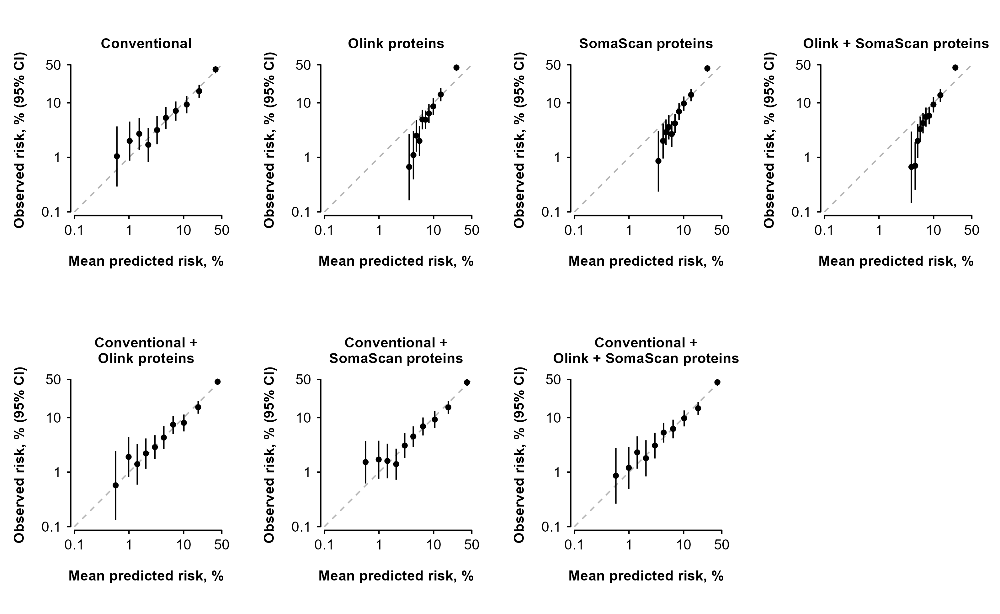 Conventional
Observed risk, % (95% CI)
50
10
1
0.1
0.1 1 10 50
Mean predicted risk, %
Olink proteins
Observed risk, % (95% CI)
50
10
1
0.1
0.1 1 10 50
Mean predicted risk, %
SomaScan proteins
Observed risk, % (95% CI)
50
10
1
0.1
0.1 1 10 50
Mean predicted risk, %
Olink + SomaScan proteins
Observed risk, % (95% CI)
50
10
1
0.1
0.1 1 10 50
Mean predicted risk, %
Conventional +
Olink proteins
Observed risk, % (95% CI)
50
10
1
0.1
0.1 1 10 50
Mean predicted risk, %
Conventional +
SomaScan proteins
Observed risk, % (95% CI)
50
10
1
0.1
0.1 1 10 50
Mean predicted risk, %
Conventional +
Olink + SomaScan proteins
Observed risk, % (95% CI)
50
10
1
0.1
0.1 1 10 50
Mean predicted risk, %